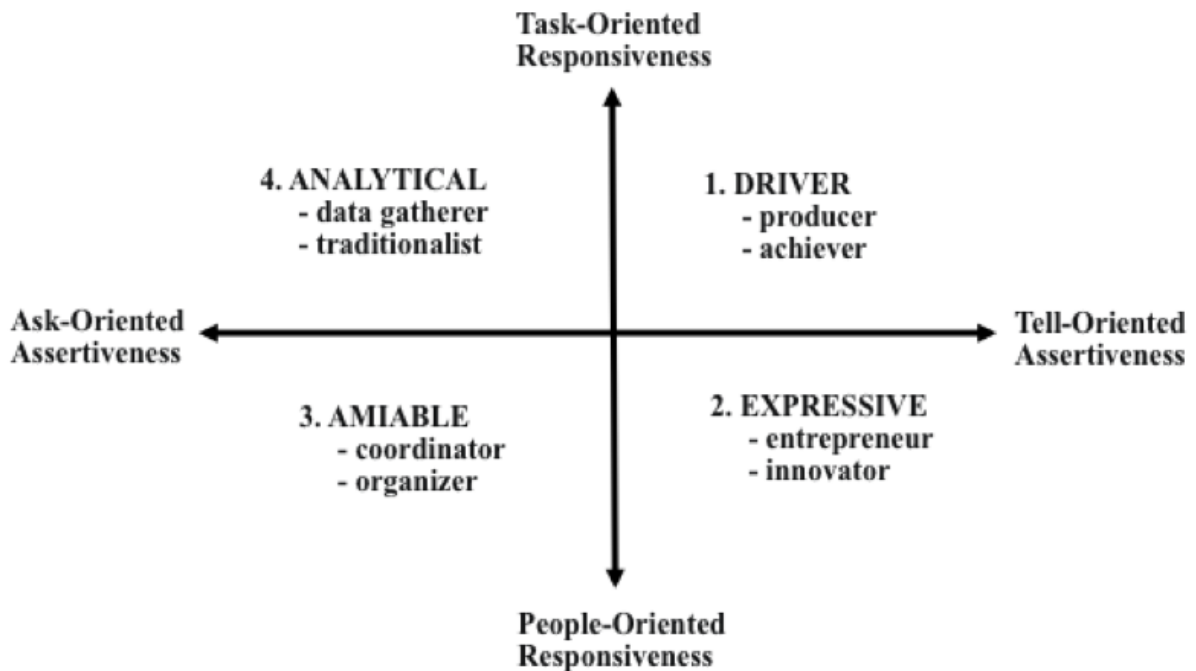 Task-Oriented
Responsiveness
4. ANALYTICAL
- data gatherer
- traditionalist
1. DRIVER
- producer
- achiever
Ask-Oriented
Assertiveness
Tell-Oriented
Assertiveness
3. AMIABLE
- coordinator
- organizer
2. EXPRESSIVE
- entrepreneur
- innovator
People-Oriented
Responsiveness